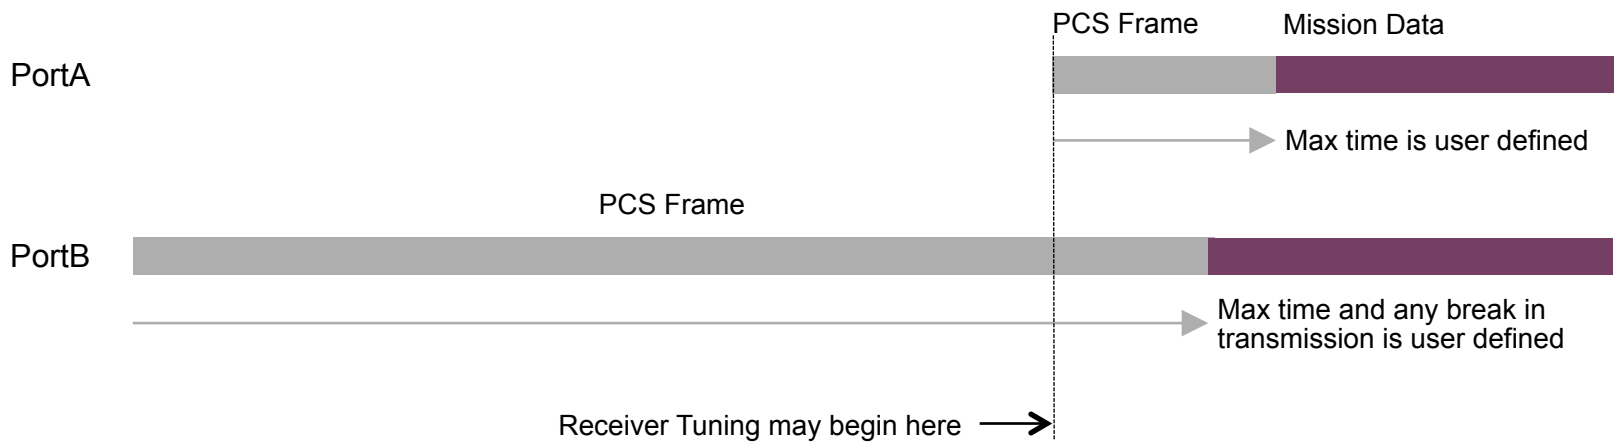 PCS Frame
Mission Data
PortA
Max time is user defined
PCS Frame
PortB
Max time and any break in
transmission is user defined
Receiver Tuning may begin here